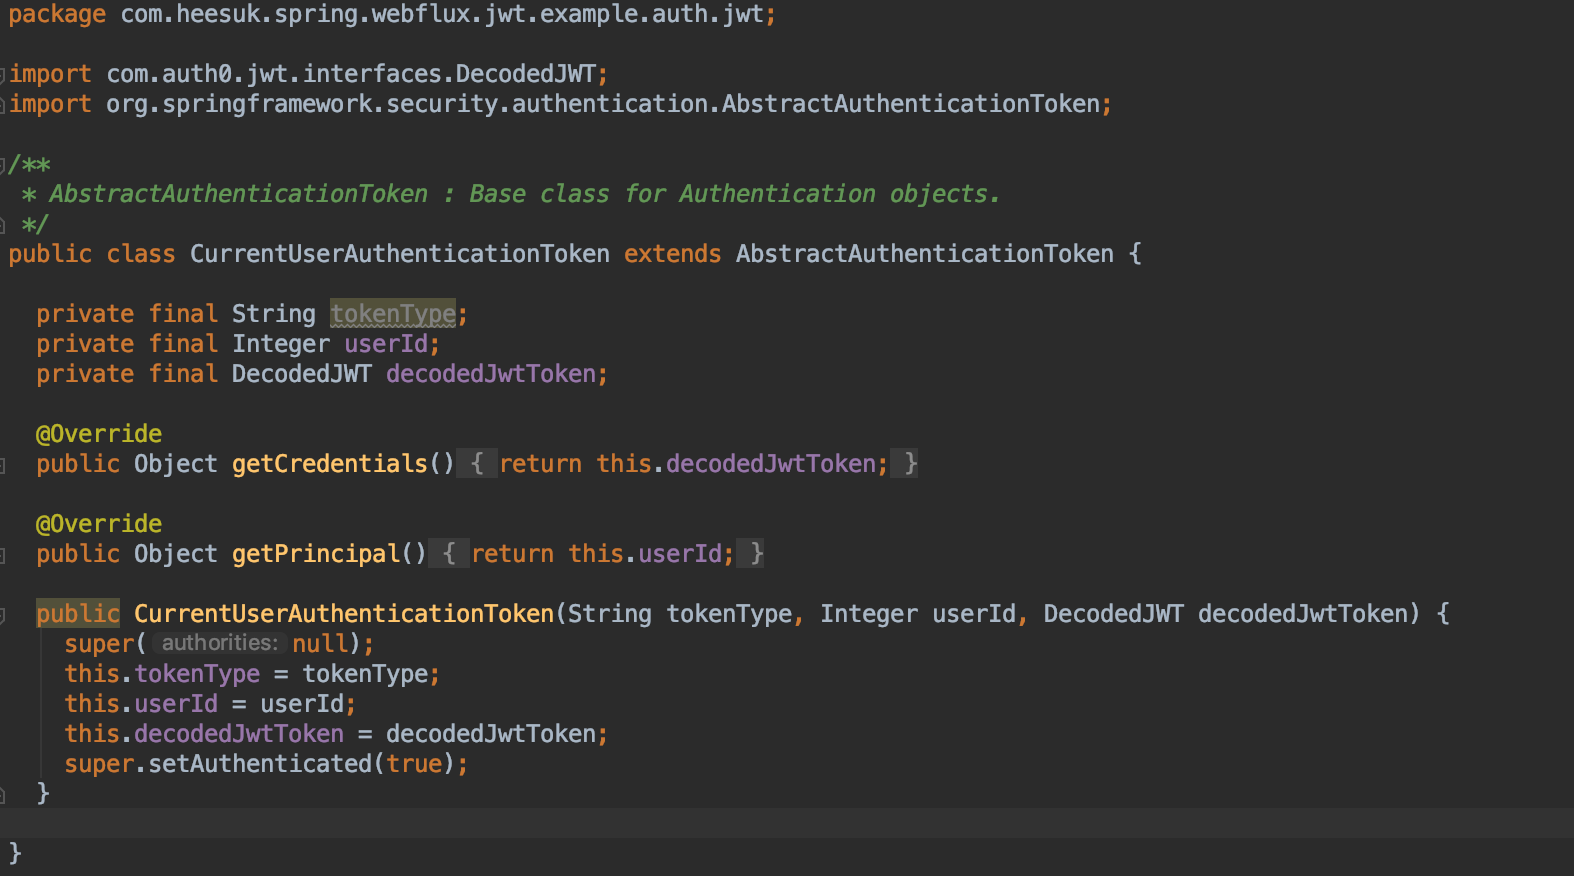 package com.heesuk.spring.webflux.jwt.example.auth.jwt;
import com.auth0.jwt.interfaces.DecodedJWT;
import org.springframework.security.authentication.AbstractAuthenticationToken;
/**
 * AbstractAuthenticationToken : Base class for Authentication objects.
 */
public class CurrentUserAuthenticationToken extends AbstractAuthenticationToken {
  private final String tokenType;
  private final Integer userId;
  private final DecodedJWT decodedJwtToken;
  @Override
  public Object getCredentials() { return this.decodedJwtToken; }
  @Override
  public Object getPrincipal() { return this.userId; }
  public CurrentUserAuthenticationToken(String tokenType, Integer userId, DecodedJWT decodedJwtToken) {
    super( authorities: null);
    this.tokenType = tokenType;
    this.userId = userId;
    this.decodedJwtToken = decodedJwtToken;
    super.setAuthenticated(true);
  }
}